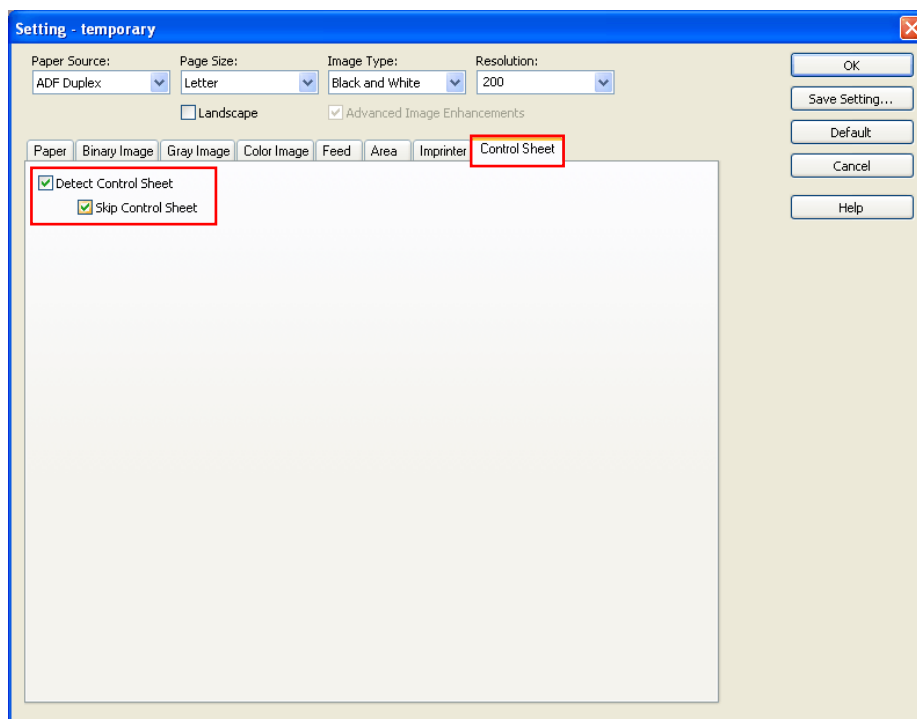 Setting - temporary
Paper Source: Page Size: Image Type: Resolution:
ADF Duplex Letter Black and White 200
Landscape Advanced Image Enhancements
OK
Save Setting...
Default
Cancel
Help
Paper Binary Image Gray Image Color Image Feed Area Imprinter Control Sheet
Detect Control Sheet
Skip Control Sheet